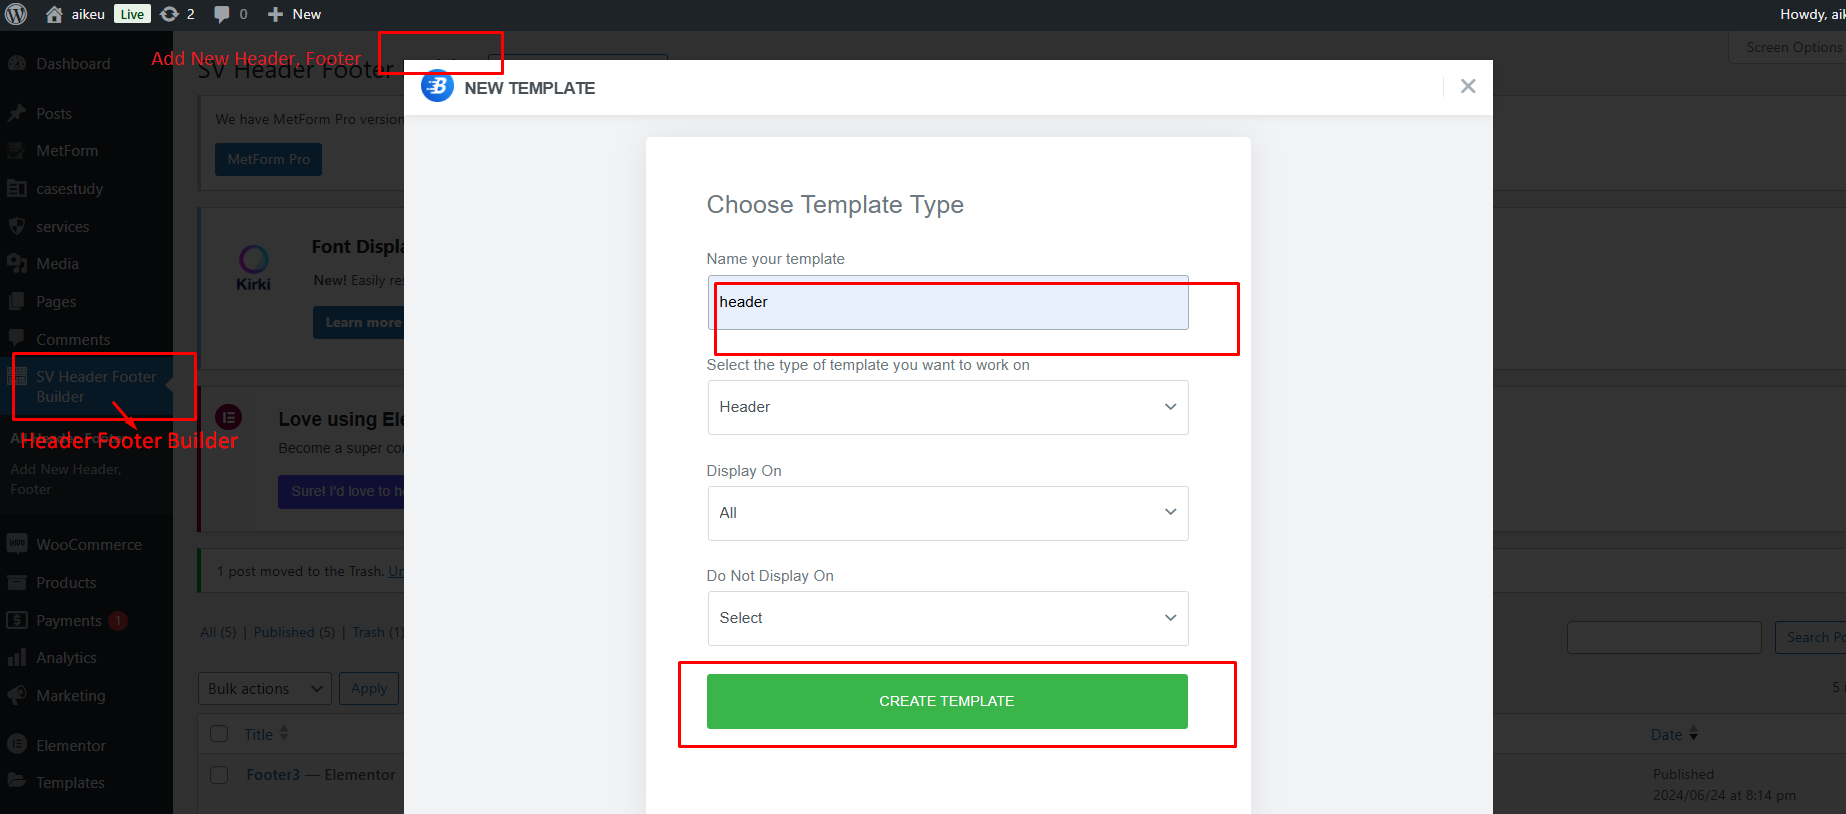 aikeu Live 2 0 New Howdy, aik
Dashboard
Add New Header, Footer
SV Header Footer
Screen Options
NEW TEMPLATE
Posts
We have MetForm Pro version
MetForm
MetForm Pro
casestudy
Choose Template Type
services
Font Displa
Name your template
Media
Kirki
New! Easily re
Pages
header
Learn more
Comments
Select the type of template you want to work on
SV Header Footer
Builder
Header
Love using Ele
All Header, Footer
Header Footer Builder
Become a super con
Add New Header,
Footer
Display On
Sure! I'd love to he
All
WooCommerce
1 post moved to the Trash. Un
Do Not Display On
Products
Payments 1
Select
All (5) | Published (5) | Trash (1)
Search Po
Analytics
Marketing
Bulk actions Apply
5
CREATE TEMPLATE
Title
Date
Elementor
Footer3 — Elementor
Published
2024/06/24 at 8:14 pm
Templates